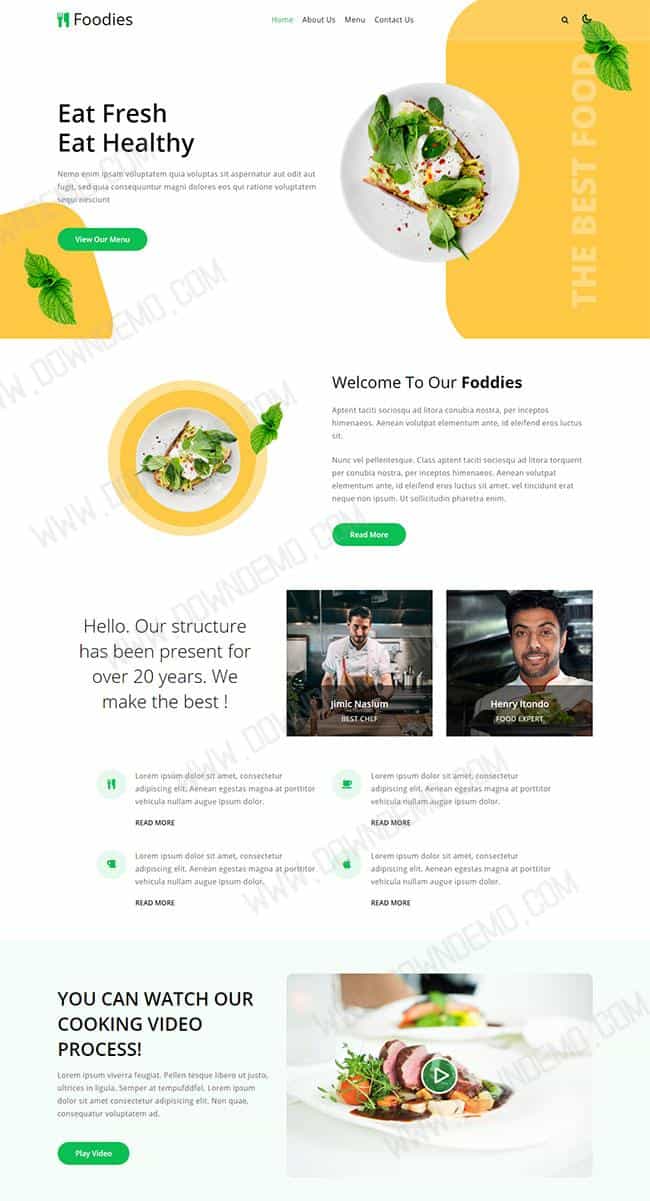 Foodies
Home About Us Menu Contact Us
THE BEST FOOD
Eat Fresh
Eat Healthy
Nemo enim ipsam voluptatem quia voluptas sit aspernatur aut odit aut
fugit, sed quia consequuntur magni dolores eos qui ratione voluptatem
sequi nesciunt
View Our Menu
Welcome To Our Foddies
Aptent taciti sociosqu ad litora conubia nostra, per inceptos
himenaeos. Aenean volutpat elementum ante, id eleifend eros luctus
sit.
Nunc vel pellentesque. Class aptent taciti sociosqu ad litora torquent
per conubia nostra, per inceptos himenaeos. Aenean volutpat
elementum ante, id eleifend eros luctus sit amet. vel tincidunt erat
neque non ipsum. Ut sollicitudin pharetra enim.
Read More
Hello. Our structure
has been present for
over 20 years. We
make the best !
Jimic Nasium
BEST CHEF
Henry Itondo
FOOD EXPERT
Lorem ipsum dolor sit amet, consectetur
adipiscing elit. Aenean egestas magna at porttitor
vehicula nullam augue ipsum dolor.
READ MORE
Lorem ipsum dolor sit amet, consectetur
adipiscing elit. Aenean egestas magna at porttitor
vehicula nullam augue ipsum dolor.
READ MORE
Lorem ipsum dolor sit amet, consectetur
adipiscing elit. Aenean egestas magna at porttitor
vehicula nullam augue ipsum dolor.
READ MORE
Lorem ipsum dolor sit amet, consectetur
adipiscing elit. Aenean egestas magna at porttitor
vehicula nullam augue ipsum dolor.
READ MORE
YOU CAN WATCH OUR
COOKING VIDEO
PROCESS!
Lorem ipsum viverra feugiat. Pellen tesque libero ut justo,
ultrices in ligula. Semper at tempufddfel. Lorem ipsum
dolor sit amet consectetur adipisicing elit. Non quae,
consequatur voluptatem ad.
Play Video
WWW.DOWNDEMO.COM